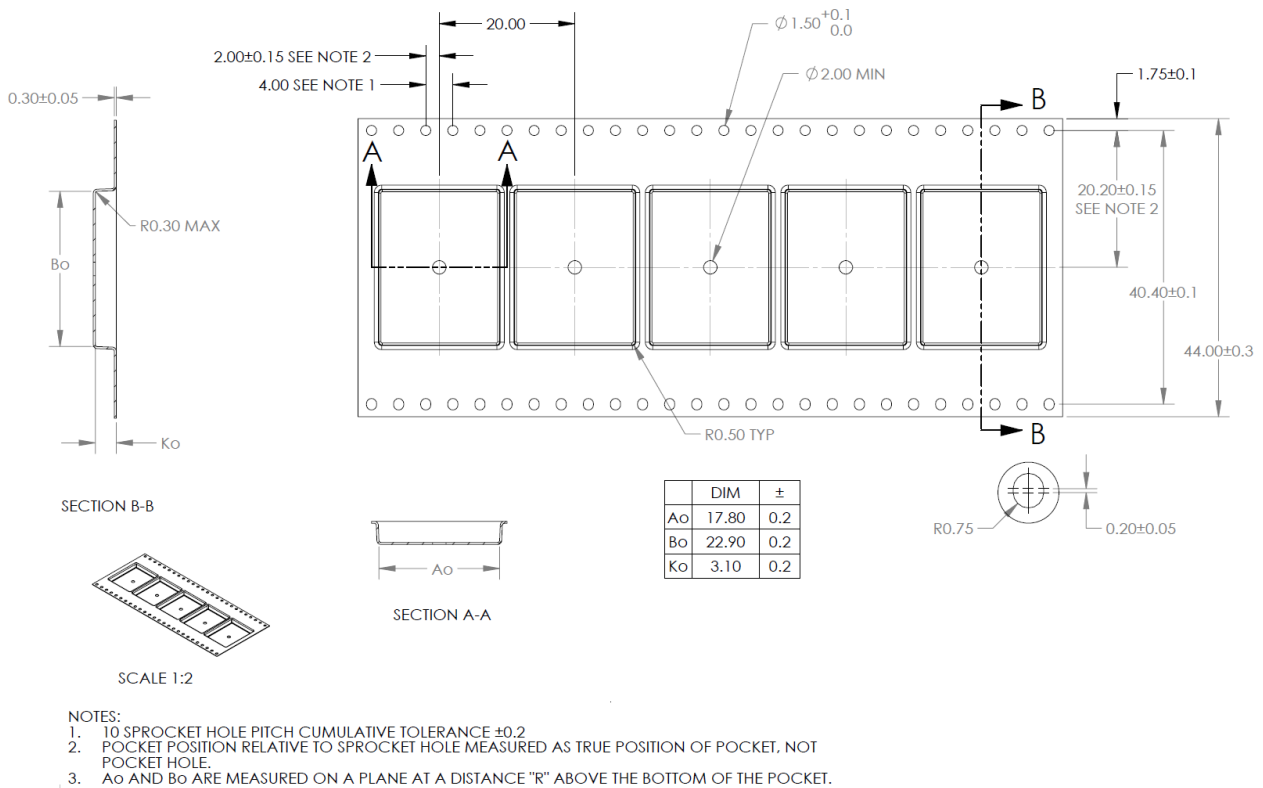 20.00
∅1.50 +0.1
0.0
2.00±0.15 SEE NOTE 2
4.00 SEE NOTE 1
∅2.00 MIN
1.75±0.1
0.30±0.05
B
A
A
R0.30 MAX
20.20±0.15
SEE NOTE 2
Bo
40.40±0.1
44.00±0.3
R0.50 TYP
B
Ko
SECTION B-B
DIM ±
Ao 17.80 0.2
Bo 22.90 0.2
Ko 3.10 0.2
R0.75
0.20±0.05
Ao
SECTION A-A
SCALE 1:2
NOTES:
1. 10 SPROCKET HOLE PITCH CUMULATIVE TOLERANCE ±0.2
2. POCKET POSITION RELATIVE TO SPROCKET HOLE MEASURED AS TRUE POSITION OF POCKET, NOT
POCKET HOLE.
3. Ao AND Bo ARE MEASURED ON A PLANE AT A DISTANCE "R" ABOVE THE BOTTOM OF THE POCKET.